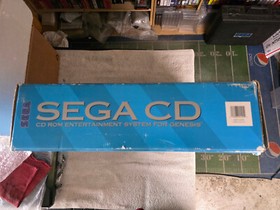 SEGA
SEGA CD
CD ROM ENTERTAINMENT SYSTEM FOR GENESIS